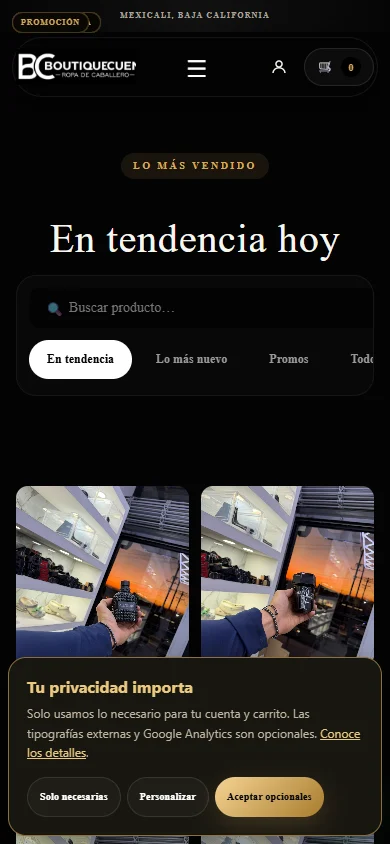 PROMOCIÓN
MEXICALI, BAJA CALIFORNIA
BC BOUTIQUECUEN
ROPA DE CABALLERO
0
LO MÁS VENDIDO
En tendencia hoy
Buscar producto…
En tendencia Lo más nuevo Promos Todo
Tu privacidad importa
Solo usamos lo necesario para tu cuenta y carrito. Las
tipografías externas y Google Analytics son opcionales. Conoce
los detalles.
Solo necesarias Personalizar Aceptar opcionales